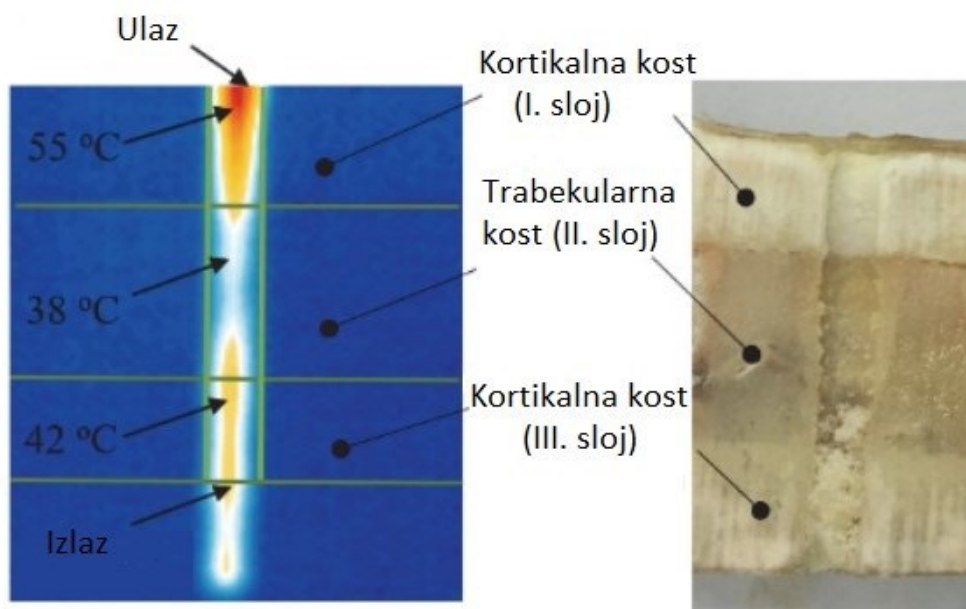 Ulaz
55 ºC
38 ºC
42 ºC
Izlaz
Kortikalna kost
(I. sloj)
Trabekularna
kost (II. sloj)
Kortikalna kost
(III. sloj)